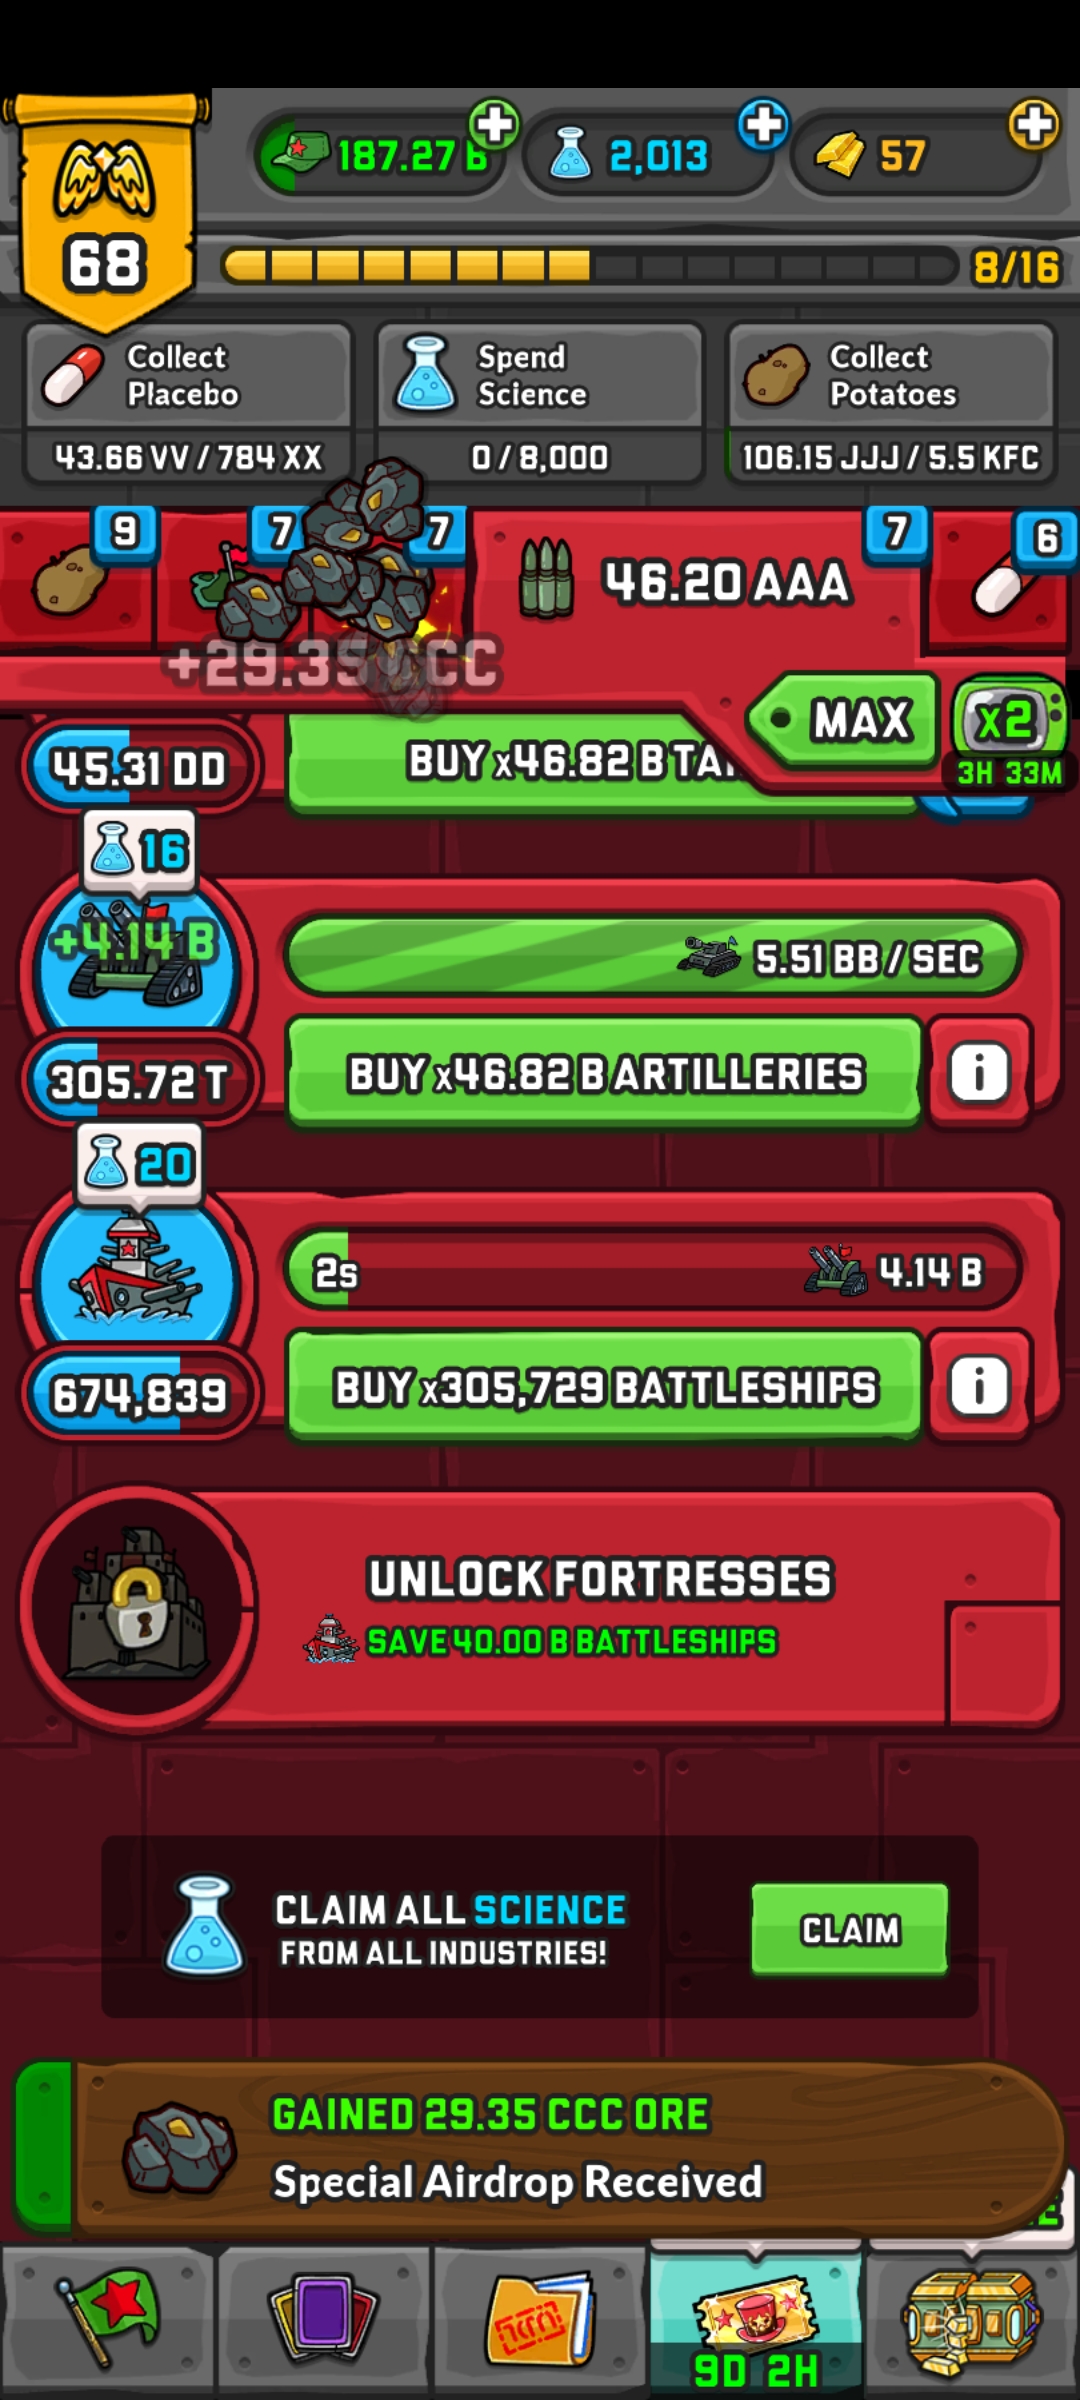 187.27 B
2,013
57
68
8/16
Collect
Placebo
43.66 VV / 784 XX
Spend
Science
0 / 8,000
Collect
Potatoes
106.15 JJJ / 5.5 KFC
9
7
7
46.20 AAA
7
6
MAX
x2
3H 33M
45.31 DD
BUY x46.82 B
16
+4.14 B
5.51 BB / SEC
305.72 T
BUY x46.82 B ARTILLERIES
i
20
2s
4.14 B
674,839
BUY x305,729 BATTLESHIPS
i
UNLOCK FORTRESSES
SAVE 40.00 B BATTLESHIPS
CLAIM ALL SCIENCE
FROM ALL INDUSTRIES!
CLAIM
GAINED 29.35 CCC ORE
Special Airdrop Received
9D 2H